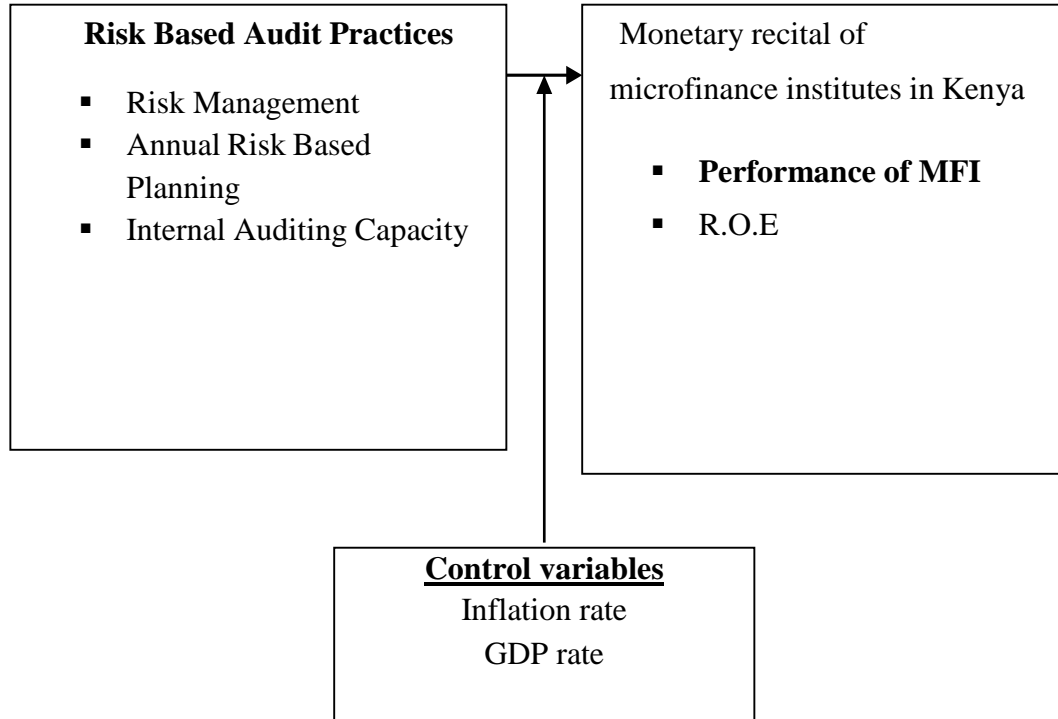 Risk Based Audit Practices
▪ Risk Management
▪ Annual Risk Based
Planning
▪ Internal Auditing Capacity
Monetary recital of
microfinance institutes in Kenya
▪ Performance of MFI
▪ R.O.E
Control variables
Inflation rate
GDP rate